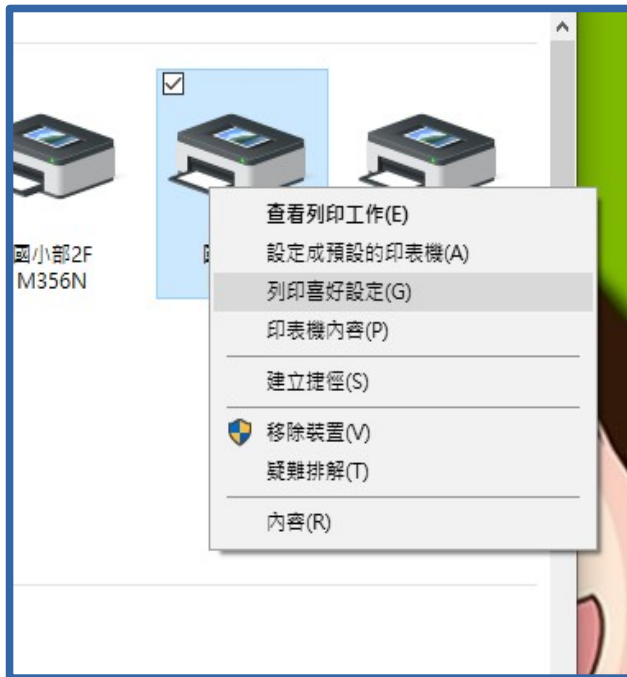 國小部2F
M356N
查看列印工作(E)
設定成預設的印表機(A)
列印喜好設定(G)
印表機內容(P)
建立捷徑(S)
移除裝置(V)
疑難排解(T)
內容(R)